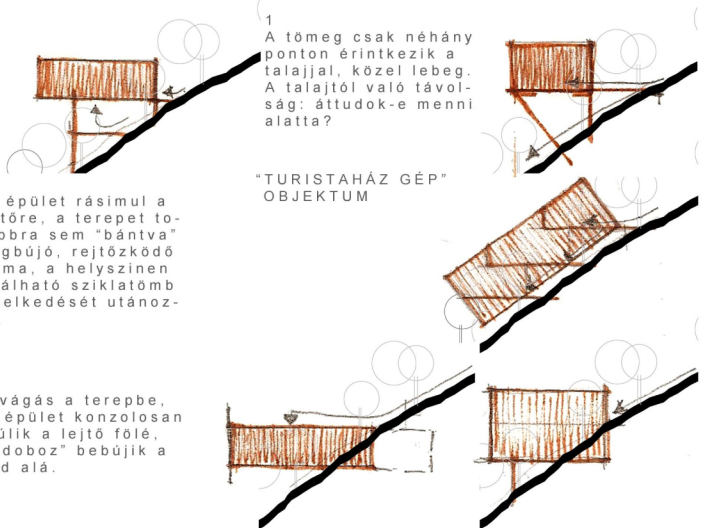 1
A tömeg csak néhány
ponton érintkezik a
talajjal, közel lebeg.
A talajtól való távol-
ság: áttudok-e menni
alatta?
“TURISTAHÁZ GÉP”
OBJEKTUM
épület rásimul a
tőre, a terepet to-
bbra sem “bántva”
gbújó, rejtőzködő
ma, a helyszinen
álható sziklatömb
elkedését utánoz-
vágás a terepbe,
épület konzolosan
úlik a lejtő fölé,
doboz” bebújik a
d alá.